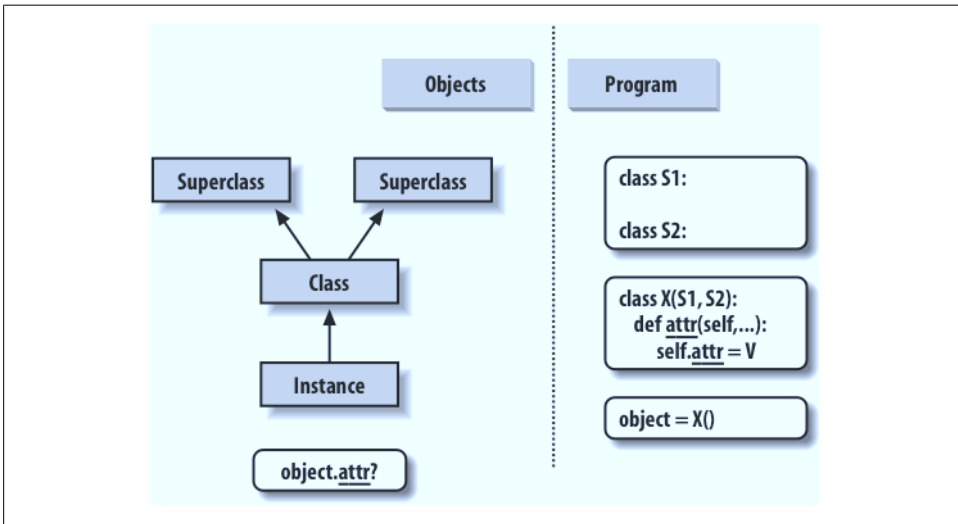 Objects
Program
Superclass
Superclass
Class
Instance
object.attr?
class S1:
class S2:
class X(S1, S2):
def attr(self,...):
self.attr = V
object = X()